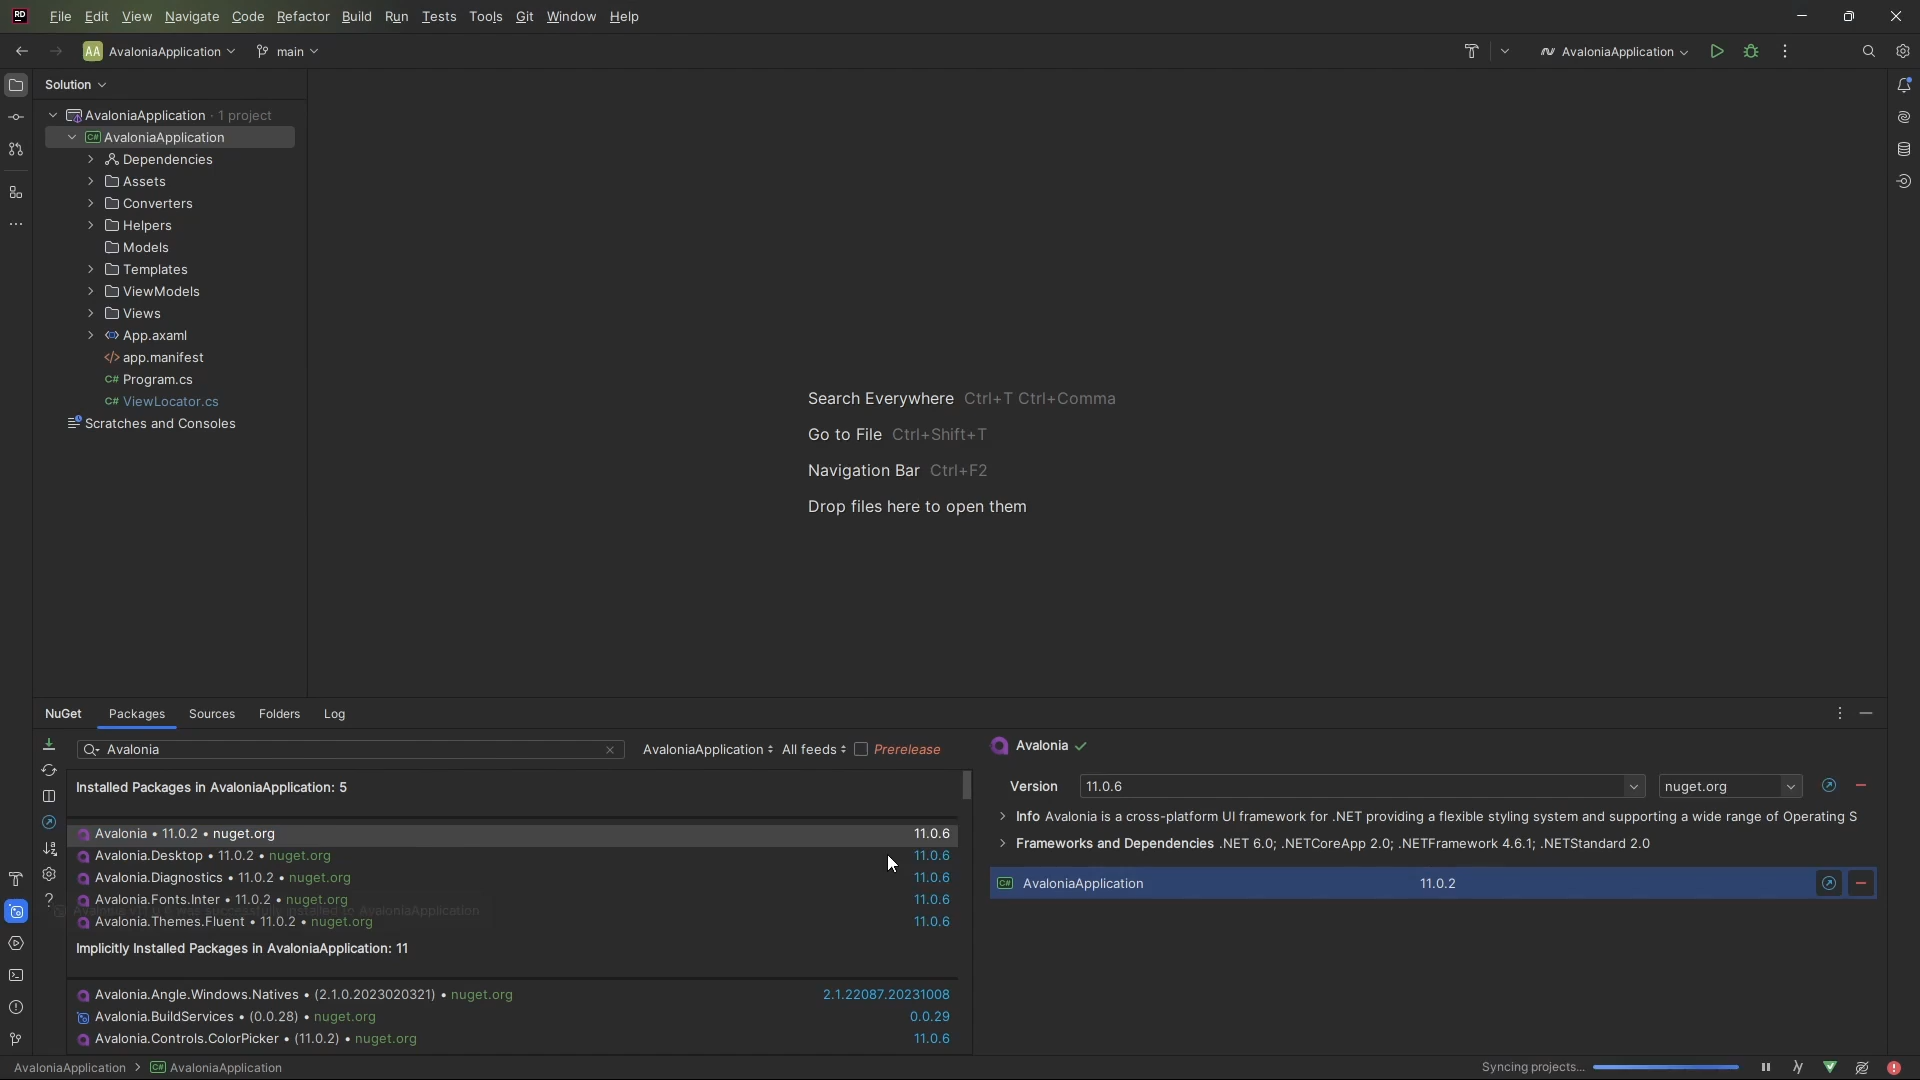 RD File Edit View Navigate Code Refactor Build Run Tests Tools Git Window Help
AA AvaloniaApplication main AvaloniaApplication
Solution
AvaloniaApplication · 1 project
C# AvaloniaApplication
Dependencies
Assets
Converters
Helpers
Models
Templates
ViewModels
Views
App.axaml
</> app.manifest
C# Program.cs
C# ViewLocator.cs
Scratches and Consoles
Search Everywhere Ctrl+T Ctrl+Comma
Go to File Ctrl+Shift+T
Navigation Bar Ctrl+F2
Drop files here to open them
NuGet Packages Sources Folders Log
Avalonia AvaloniaApplication All feeds Prerelease
Installed Packages in AvaloniaApplication: 5
Avalonia • 11.0.2 • nuget.org 11.0.6
Avalonia.Desktop • 11.0.2 • nuget.org 11.0.6
Avalonia.Diagnostics • 11.0.2 • nuget.org 11.0.6
Avalonia.Fonts.Inter • 11.0.2 • nuget.org 11.0.6
Avalonia.Themes.Fluent • 11.0.2 • nuget.org 11.0.6
Implicitly Installed Packages in AvaloniaApplication: 11
Avalonia.Angle.Windows.Natives • (2.1.0.2023020321) • nuget.org 2.1.22087.20231008
Avalonia.BuildServices • (0.0.28) • nuget.org 0.0.29
Avalonia.Controls.ColorPicker • (11.0.2) • nuget.org 11.0.6
Avalonia
Version 11.0.6 nuget.org
Info Avalonia is a cross-platform UI framework for .NET providing a flexible styling system and supporting a wide range of Operating S
Frameworks and Dependencies .NET 6.0; .NETCoreApp 2.0; .NETFramework 4.6.1; .NETStandard 2.0
C# AvaloniaApplication 11.0.2
AvaloniaApplication > C# AvaloniaApplication Syncing projects...